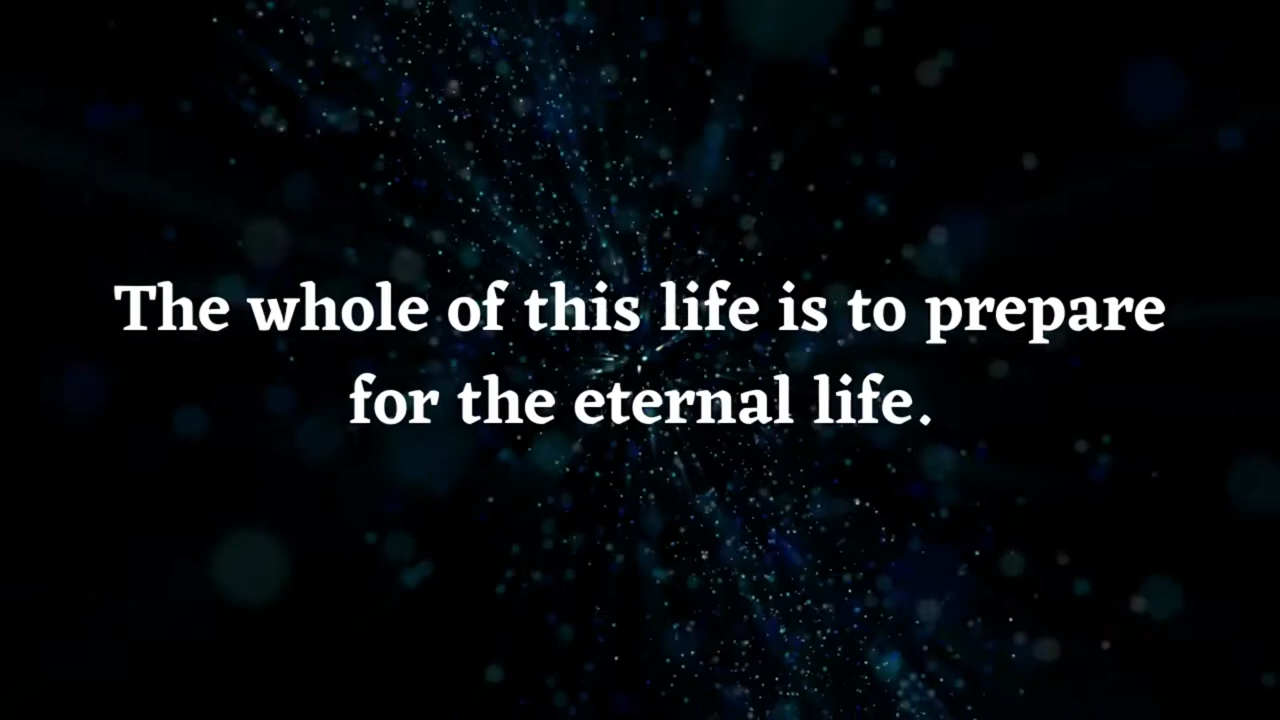 The whole of this life is to prepare
for the eternal life.